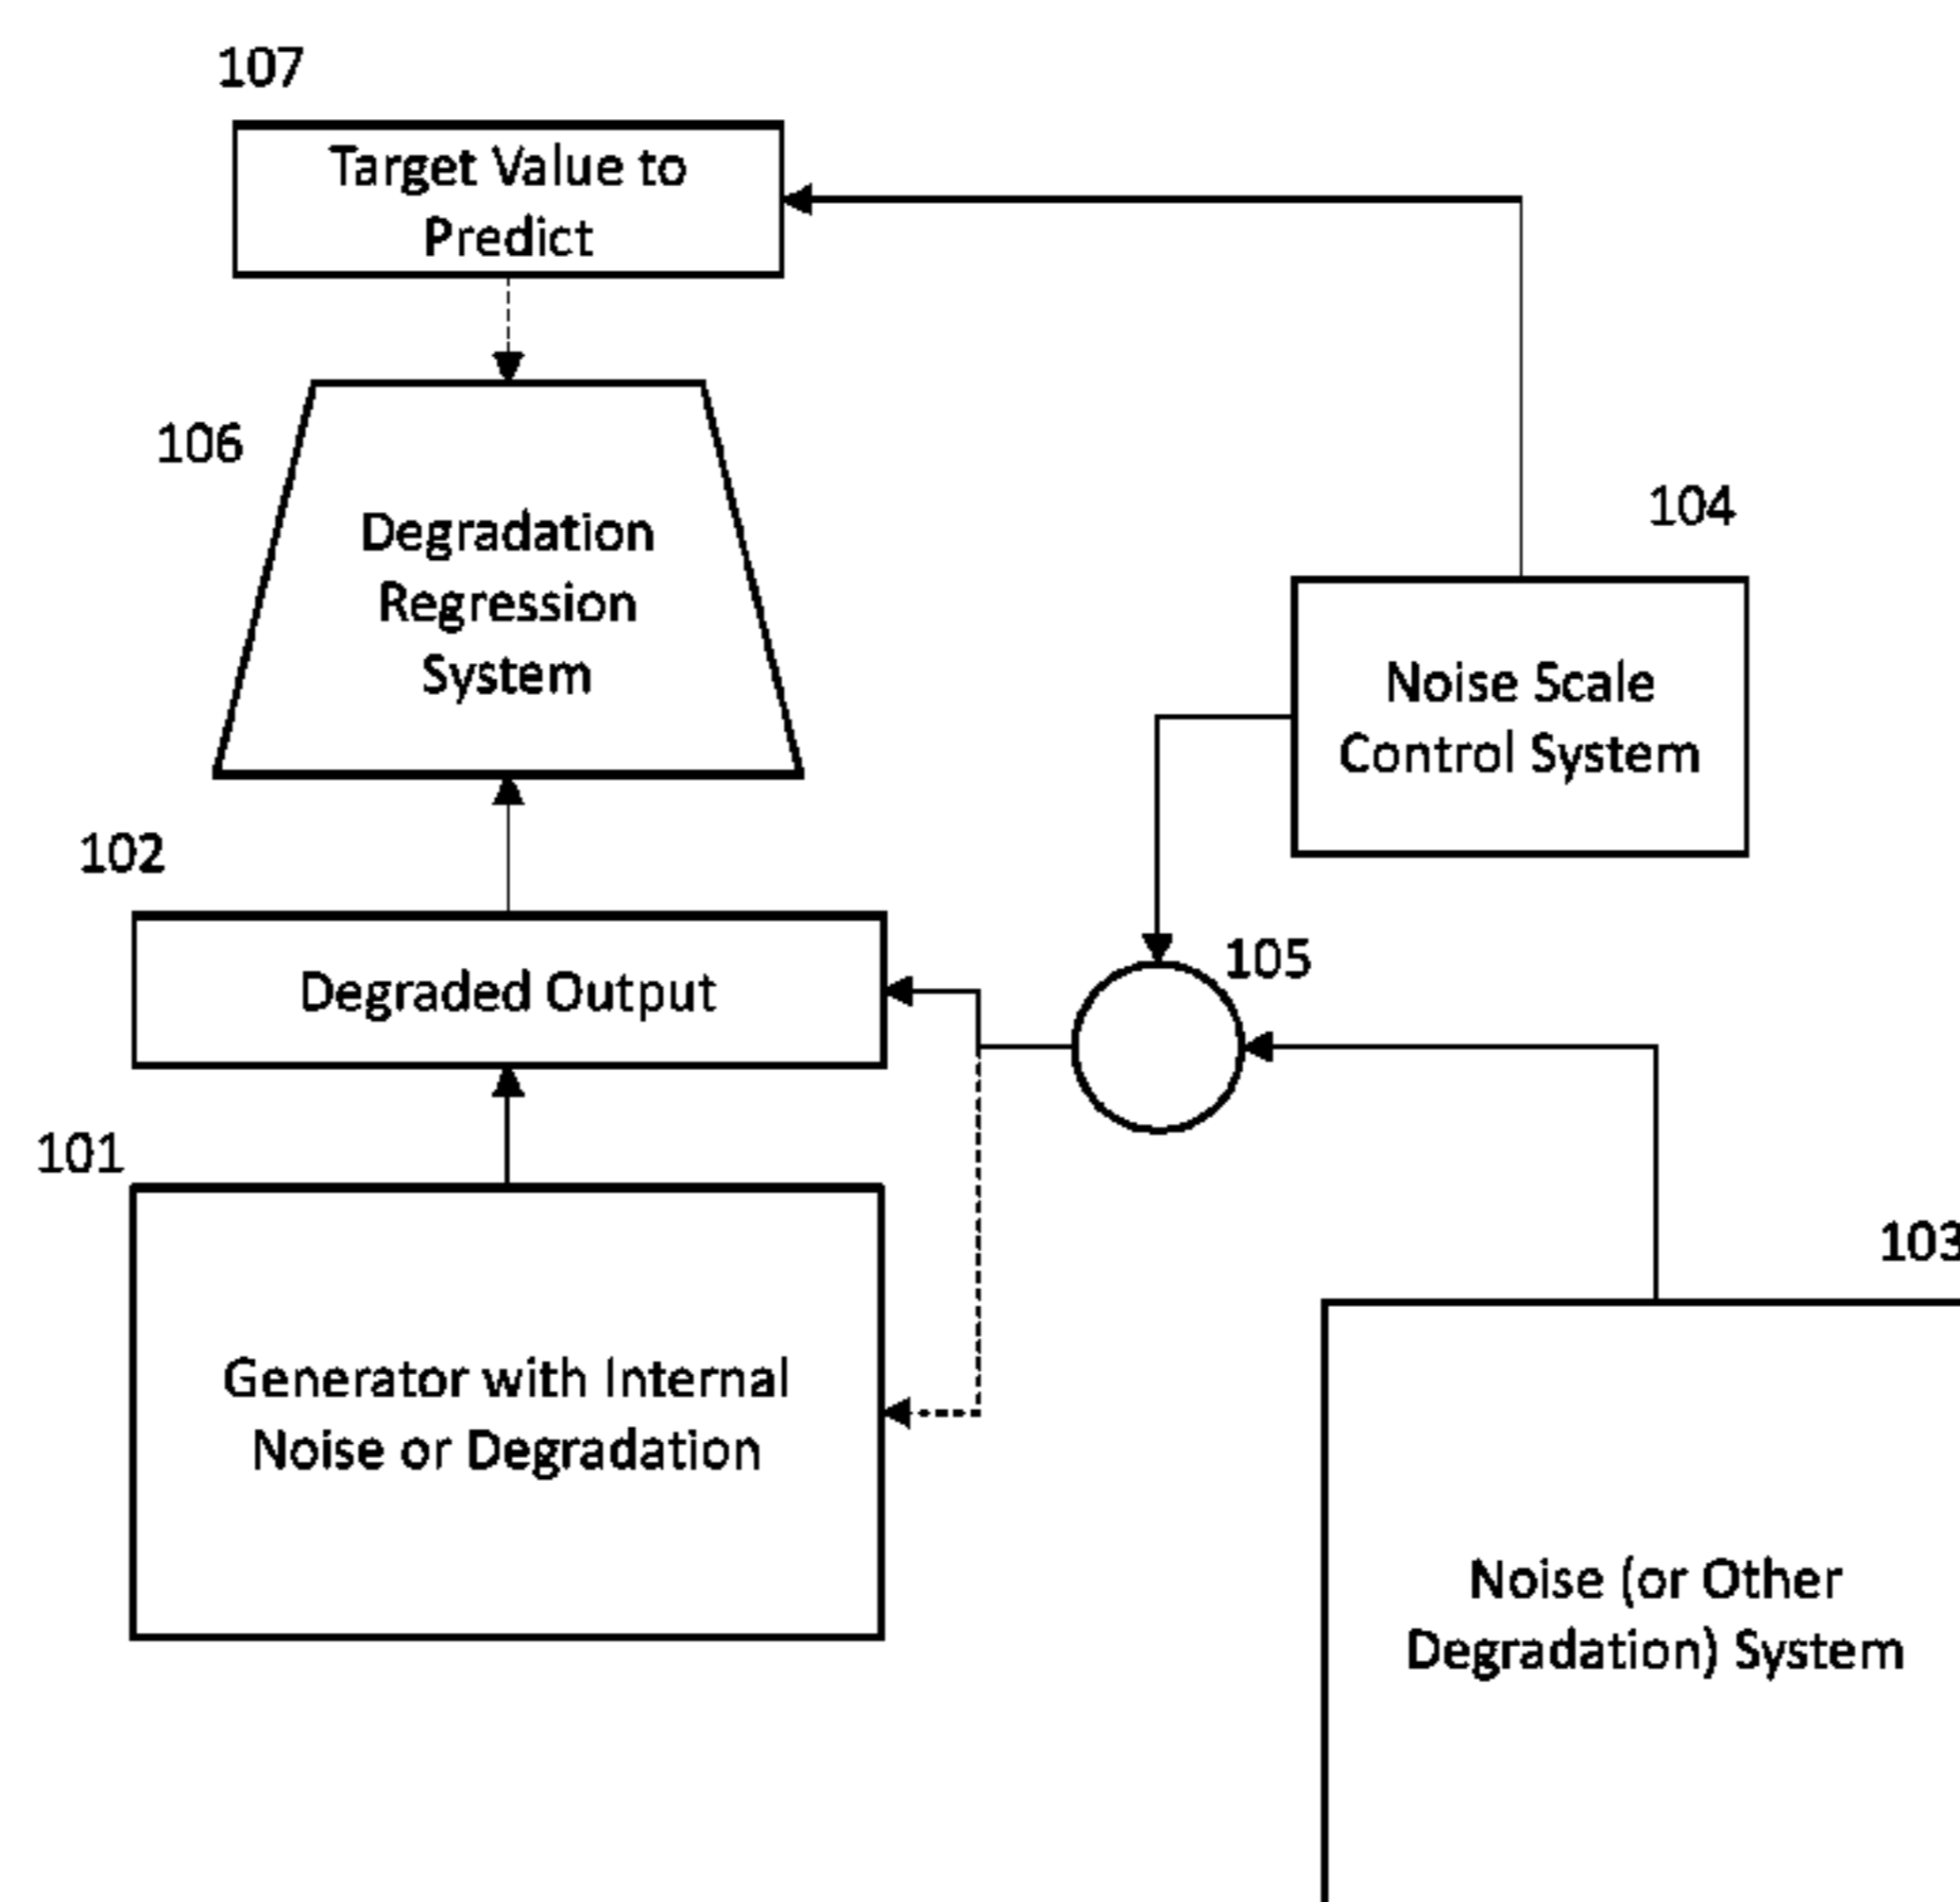 107
Target Value to
Predict
106
Degradation
Regression
System
104
Noise Scale
Control System
102
Degraded Output
105
101
Generator with Internal
Noise or Degradation
103
Noise (or Other
Degradation) System